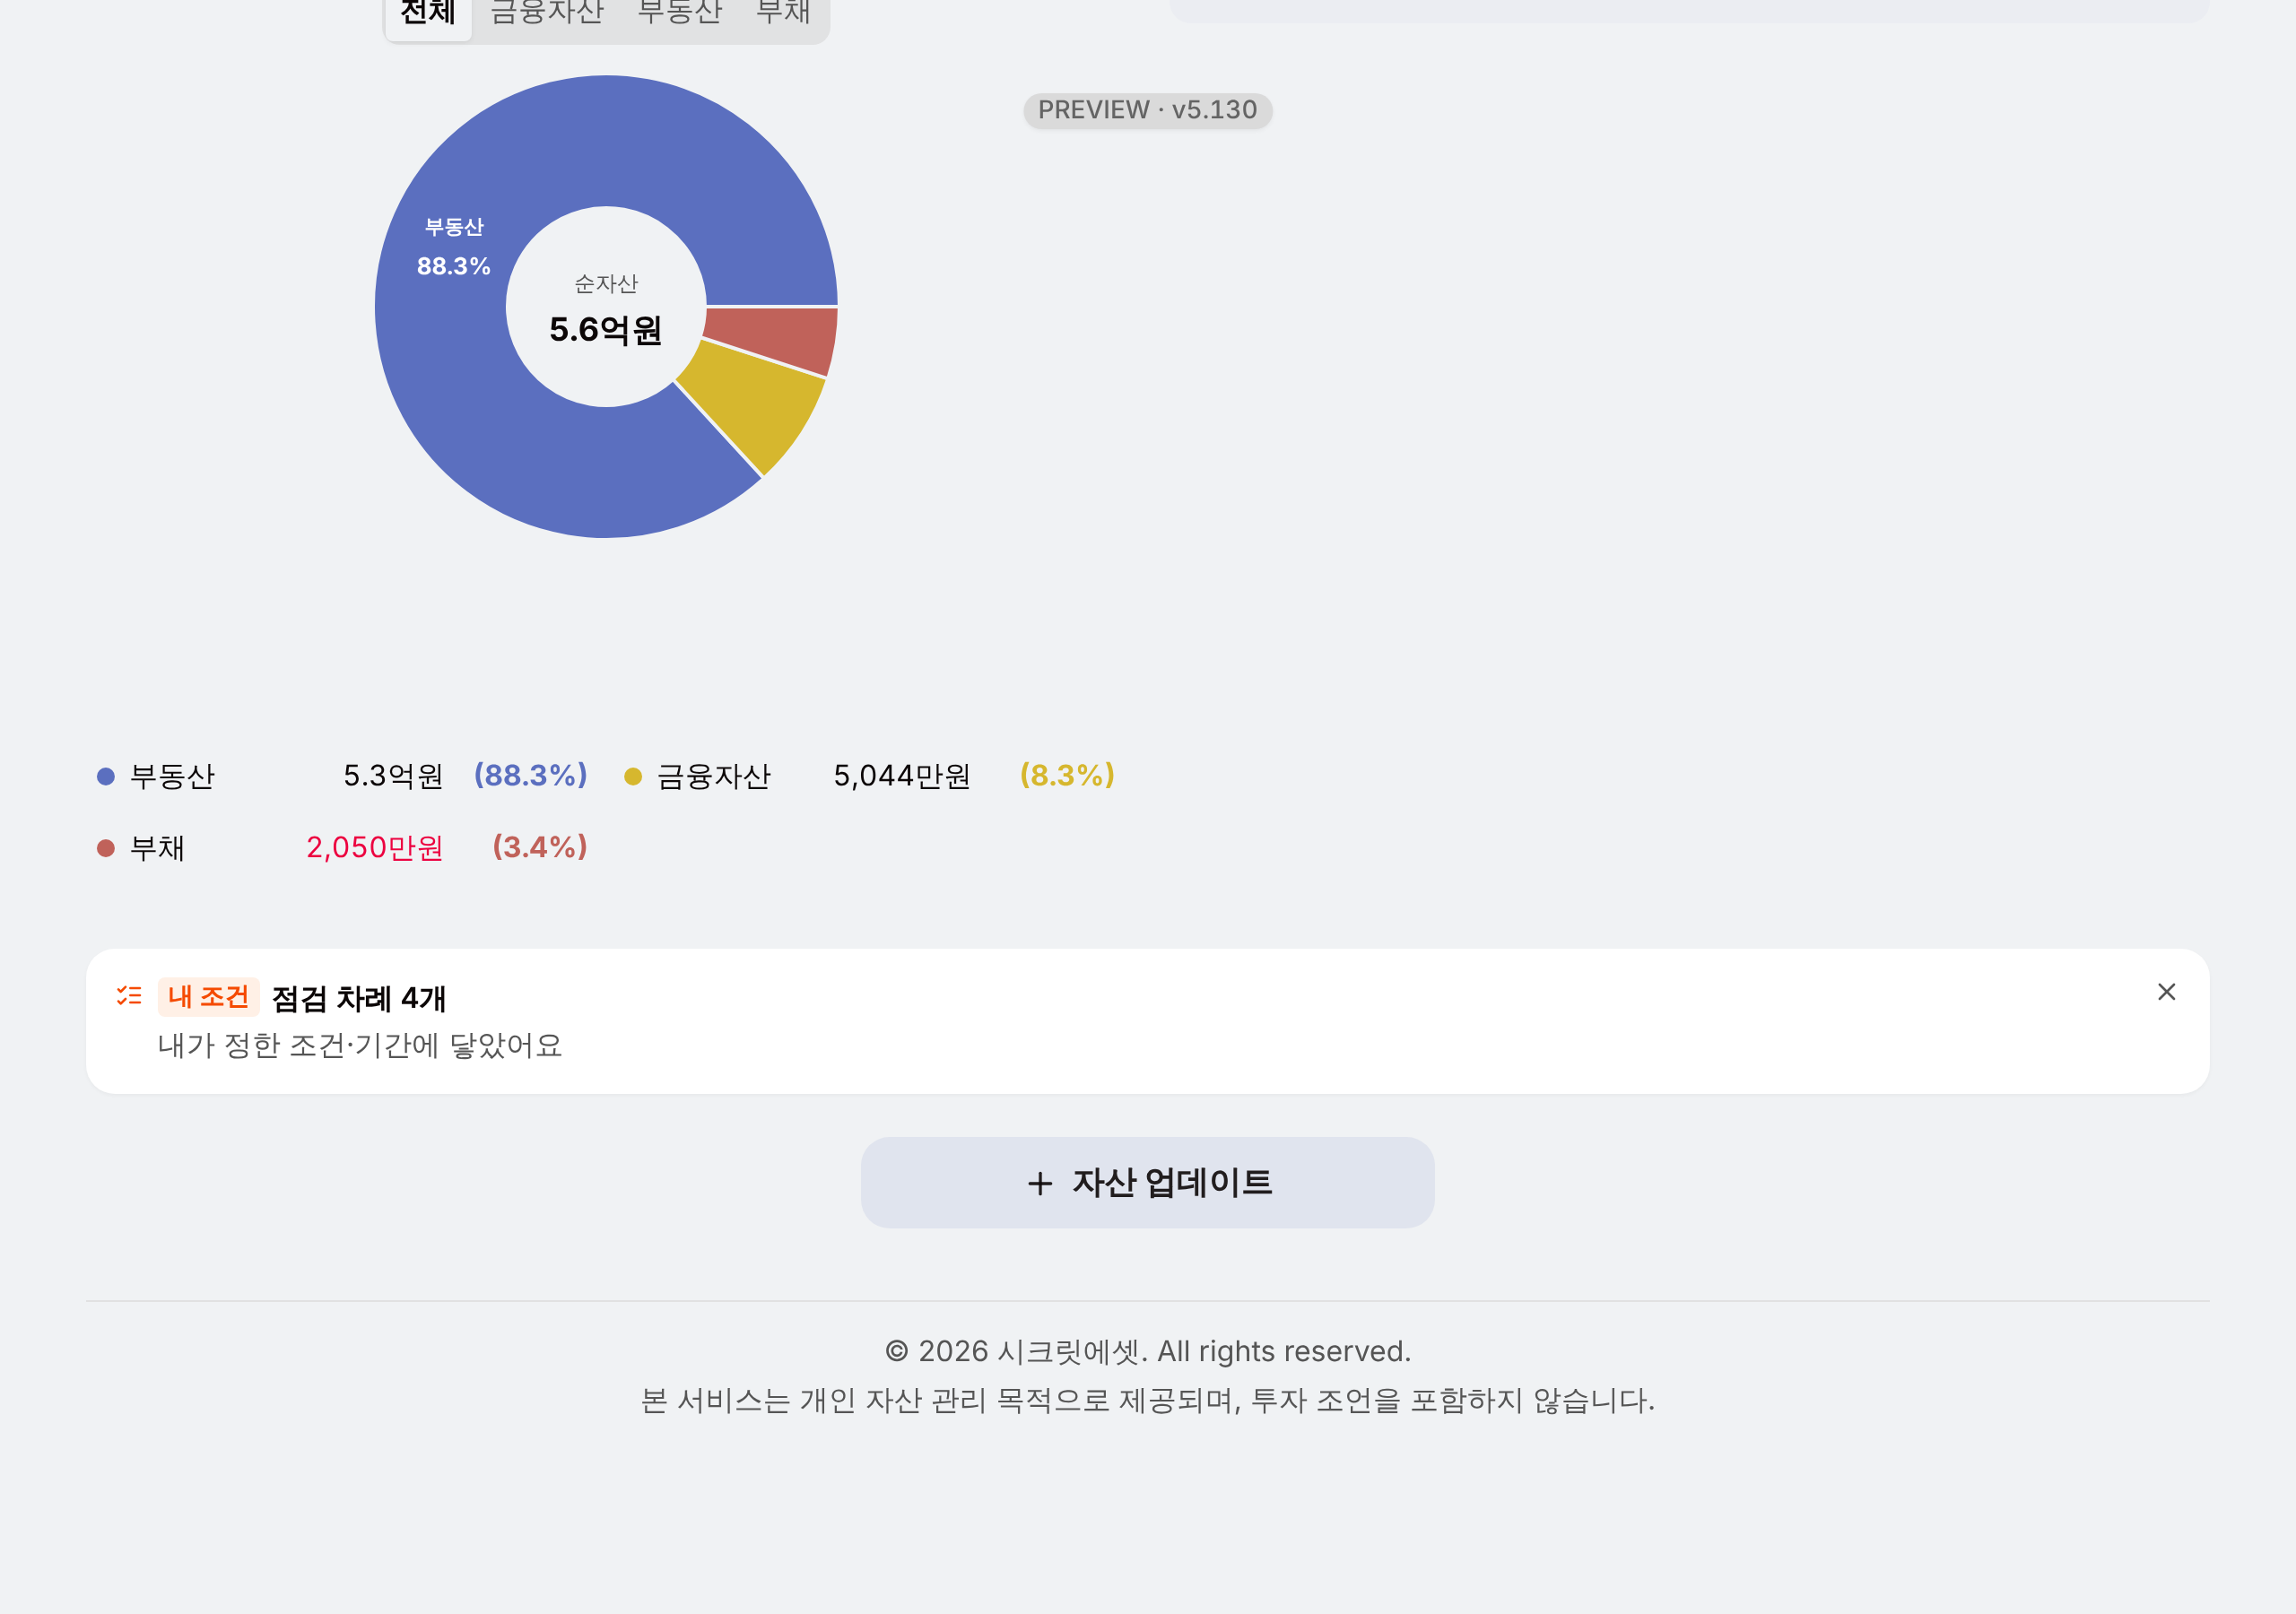 전체 금융자산 부동산 부채
PREVIEW · v5.130
부동산
88.3%
순자산
5.6억원
부동산 5.3억원 (88.3%) 금융자산 5,044만원 (8.3%)
부채 2,050만원 (3.4%)
내 조건 점검 차례 4개
내가 정한 조건·기간에 닿았어요
+ 자산 업데이트
© 2026 시크릿에셋. All rights reserved.
본 서비스는 개인 자산 관리 목적으로 제공되며, 투자 조언을 포함하지 않습니다.